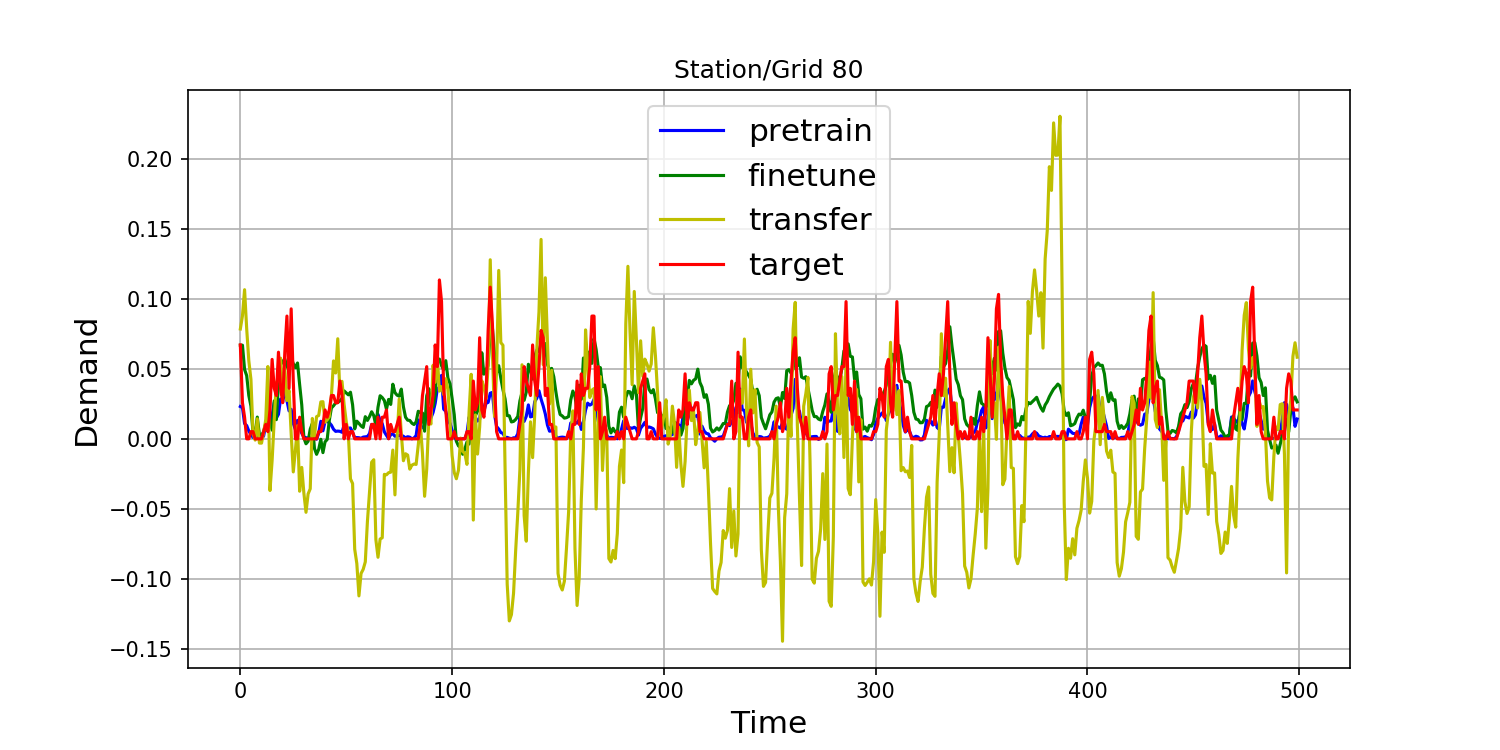 Station/Grid 80
pretrain
finetune
transfer
target
Demand
0.20
0.15
0.10
0.05
0.00
−0.05
−0.10
−0.15
0 100 200 300 400 500
Time